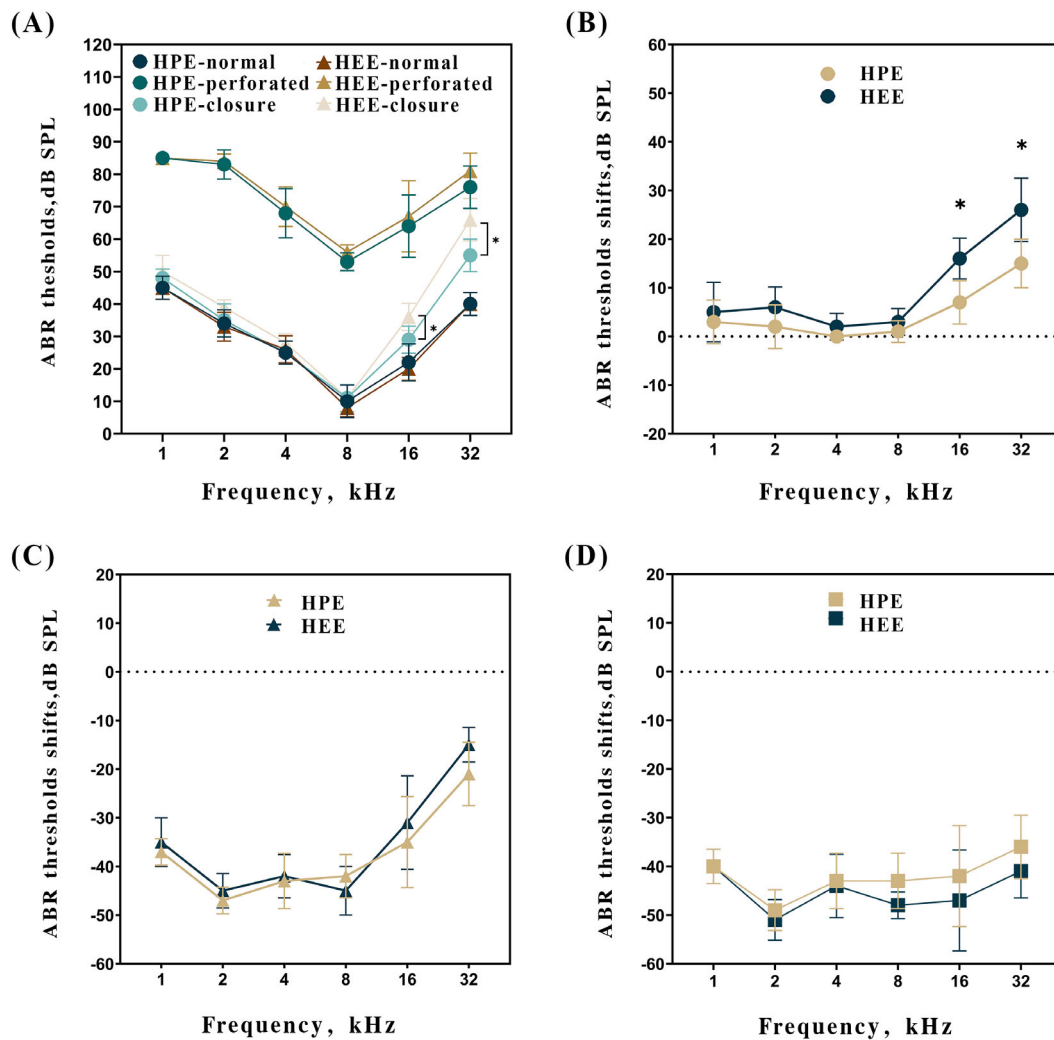 (A)
120
110
100
90
80
70
60
50
40
30
20
10
0
ABR thesholds,dB SPL
HPE-normal HEE-normal
HPE-perforated HEE-perforated
HPE-closure HEE-closure
*
*
1 2 4 8 16 32
Frequency, kHz
(B)
60
50
40
30
20
10
0
-10
-20
ABR thresholds shifts,dB SPL
HPE
HEE
*
*
1 2 4 8 16 32
Frequency, kHz
(C)
20
10
0
-10
-20
-30
-40
-50
-60
ABR thresholds shifts,dB SPL
HPE
HEE
1 2 4 8 16 32
Frequency, kHz
(D)
20
10
0
-10
-20
-30
-40
-50
-60
ABR thresholds shifts,dB SPL
HPE
HEE
1 2 4 8 16 32
Frequency, kHz